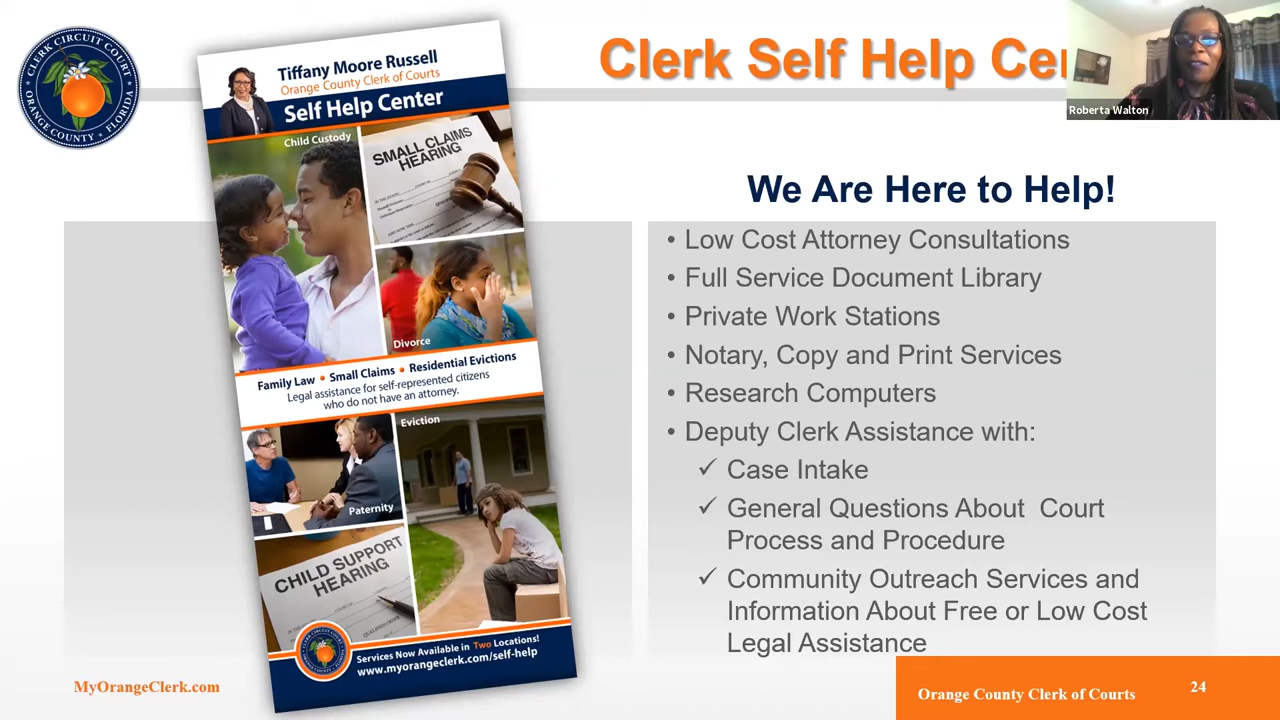 CLERK CIRCUIT COURT
ORANGE COUNTY FLORIDA
Tiffany Moore Russell
Orange County Clerk of Courts
Self Help Center
Child Custody
SMALL CLAIMS
HEARING
Divorce
Family Law • Small Claims • Residential Evictions
Legal assistance for self-represented citizens
who do not have an attorney.
Eviction
Paternity
CHILD SUPPORT
HEARING
Services Now Available in Two Locations!
www.myorangeclerk.com/self-help
Clerk Self Help Cen
Roberta Walton
We Are Here to Help!
• Low Cost Attorney Consultations
• Full Service Document Library
• Private Work Stations
• Notary, Copy and Print Services
• Research Computers
• Deputy Clerk Assistance with:
✓ Case Intake
✓ General Questions About Court
Process and Procedure
✓ Community Outreach Services and
Information About Free or Low Cost
Legal Assistance
MyOrangeClerk.com
Orange County Clerk of Courts
24